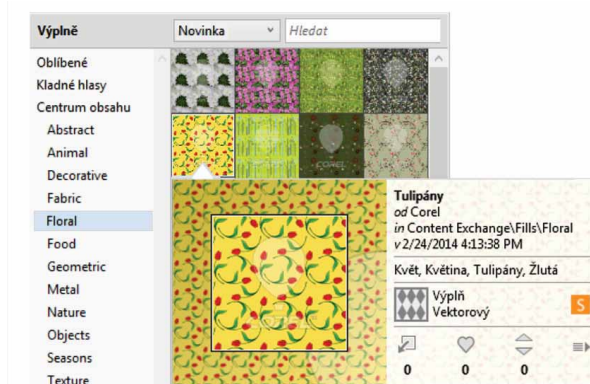 Výplně
Novinka
Hledat
Oblíbené
Kladné hlasy
Centrum obsahu
Abstract
Animal
Decorative
Fabric
Floral
Food
Geometric
Metal
Nature
Objects
Seasons
Texture
COREL
Tulipány
od Corel
in Content Exchange\Fills\Floral
v 2/24/2014 4:13:38 PM
Květ, Květina, Tulipány, Žlutá
Výplň
Vektorový
S
0 0 0